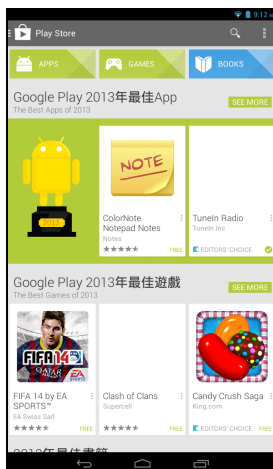 9:12
Play Store
APPS
GAMES
BOOKS
Google Play 2013年最佳App
The Best Apps of 2013
SEE MORE
2013
NOTE
ColorNote
Notepad Notes
Notes
FREE
TuneIn Radio
TuneIn Inc
EDITORS' CHOICE
Google Play 2013年最佳遊戲
The Best Games of 2013
SEE MORE
FIFA 14
EA
SPORTS
FIFA 14 by EA
SPORTS™
EA Swiss Sarl
FREE
Clash of Clans
Supercell
FREE
Candy Crush Saga
King.com
EDITORS' CHOICE